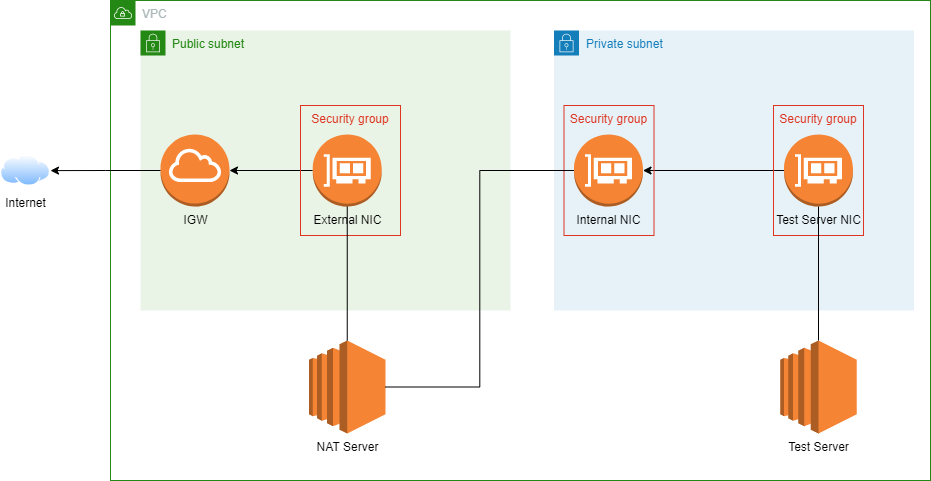 VPC
Public subnet
Private subnet
Security group
Security group
Security group
Internet
IGW
External NIC
Internal NIC
Test Server NIC
NAT Server
Test Server